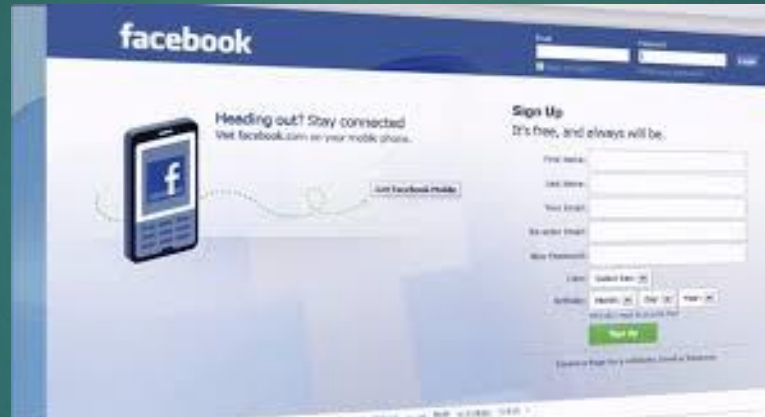 facebook
Email
Password
Login
Heading out? Stay connected
Visit facebook.com on your mobile phone.
Get Facebook Mobile
Sign Up
It's free, and always will be.
First Name:
Last Name:
Your Email:
Re-enter Email:
New Password:
I am: Select Sex:
Birthday: Month: Day: Year:
Sign Up